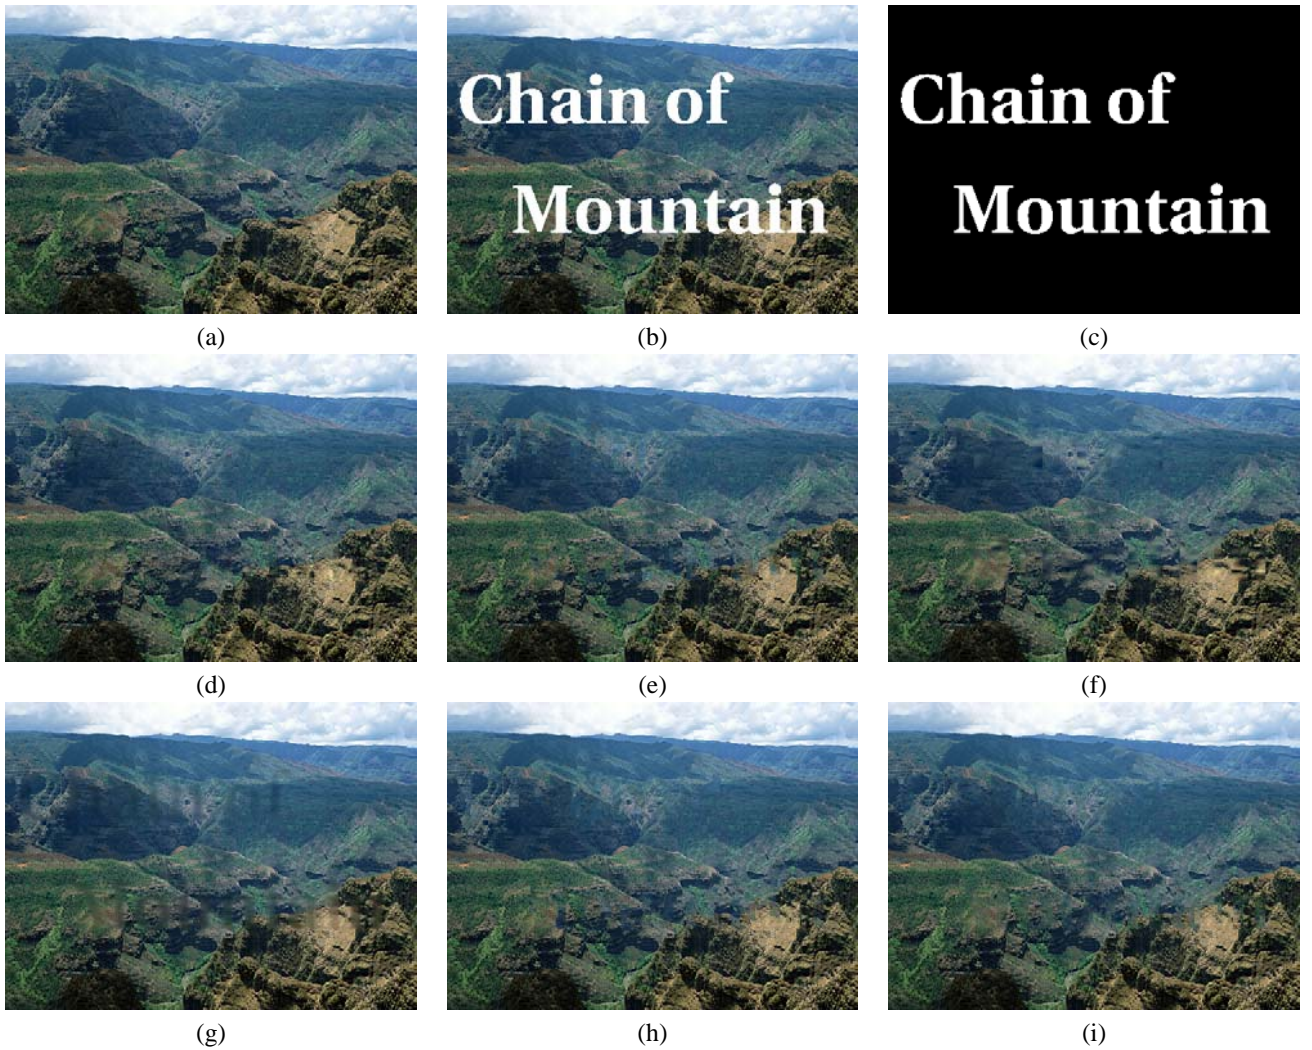 Chain of
Chain of
Mountain
Mountain
(a)
(b)
(c)
(d)
(e)
(f)
(g)
(h)
(i)